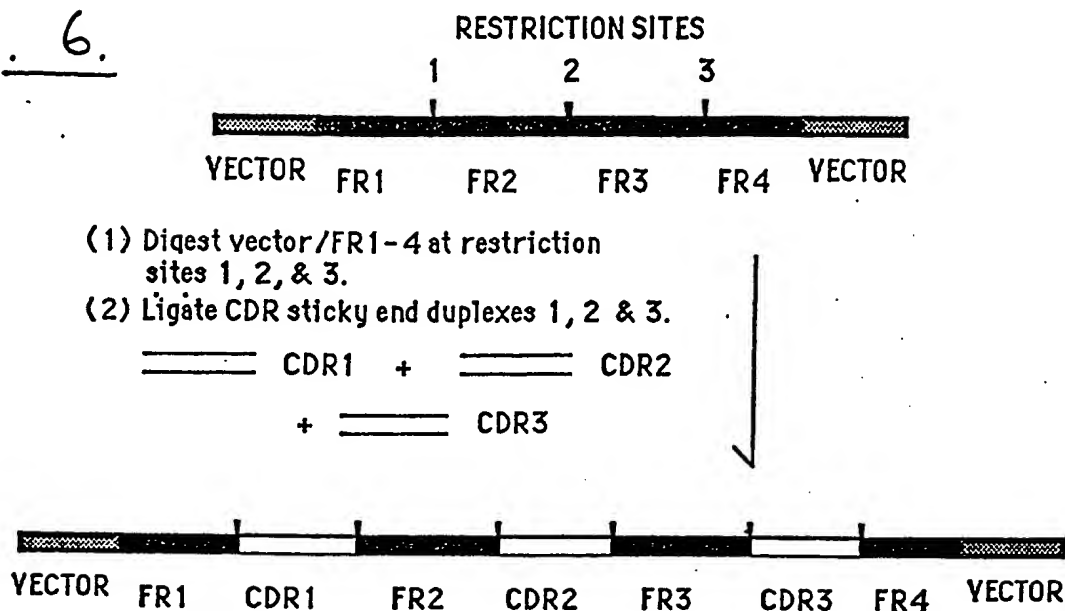 . 6.
RESTRICTION SITES
1 2 3
VECTOR FR1 FR2 FR3 FR4 VECTOR
(1) Digest vector/FR1-4 at restriction
sites 1, 2, & 3.
(2) Ligate CDR sticky end duplexes 1, 2 & 3.
CDR1 + CDR2
+ CDR3
VECTOR FR1 CDR1 FR2 CDR2 FR3 CDR3 FR4 VECTOR